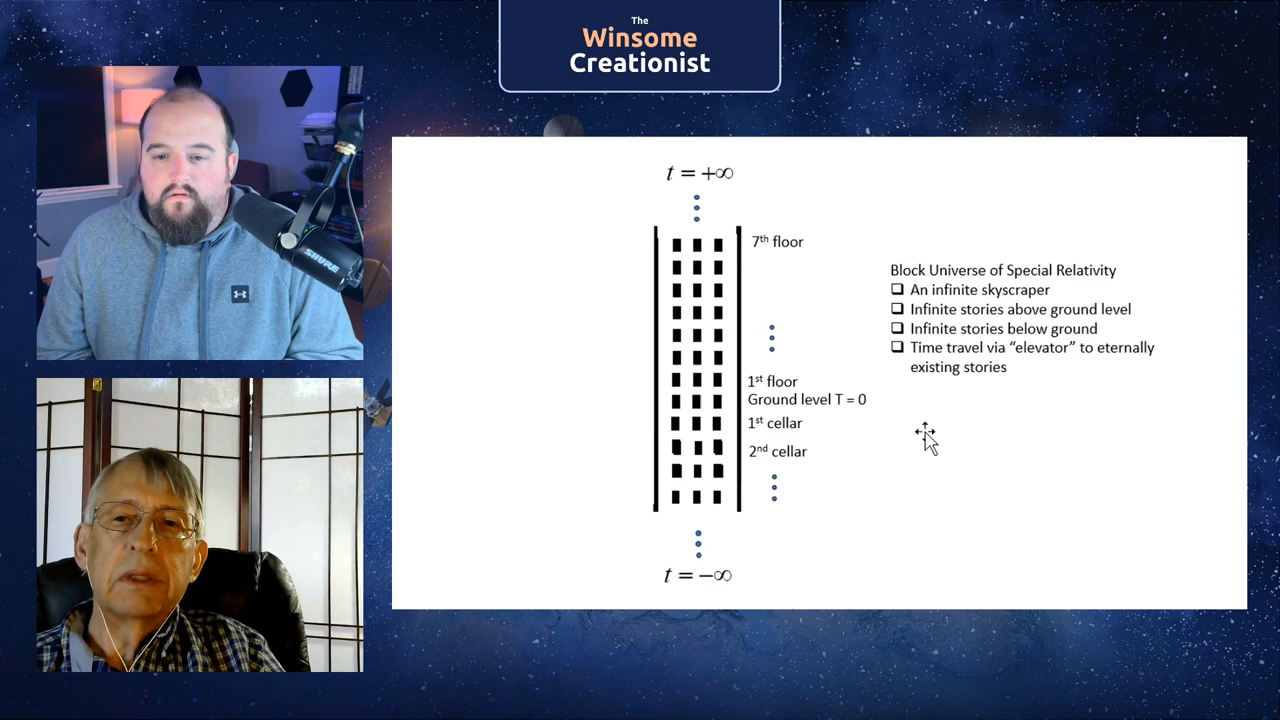 The
Winsome
Creationist
t = +∞
7th floor
1st floor
Ground level T = 0
1st cellar
2nd cellar
t = −∞
Block Universe of Special Relativity
❑ An infinite skyscraper
❑ Infinite stories above ground level
❑ Infinite stories below ground
❑ Time travel via “elevator” to eternally
existing stories
SHURE